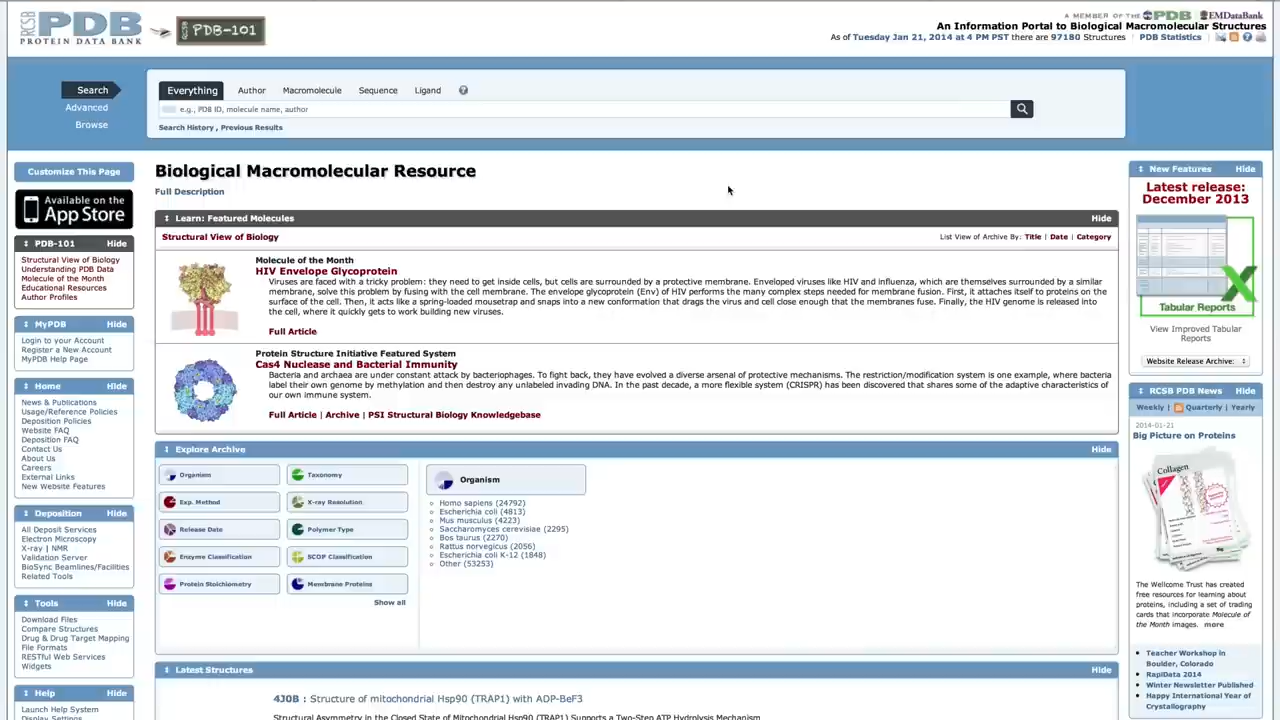 RCSB PDB
PROTEIN DATA BANK
RCSB PDB-101
A MEMBER OF THE PDB EMDataBank
An Information Portal to Biological Macromolecular Structures
As of Tuesday Jan 21, 2014 at 4 PM PST there are 97180 Structures | PDB Statistics
Search
Advanced
Browse
Everything Author Macromolecule Sequence Ligand
e.g., PDB ID, molecule name, author
Search History , Previous Results
Customize This Page
Available on the
App Store
PDB-101 Hide
Structural View of Biology
Understanding PDB Data
Molecule of the Month
Educational Resources
Author Profiles
MyPDB Hide
Login to your Account
Register a New Account
MyPDB Help Page
Home Hide
News & Publications
Usage/Reference Policies
Deposition Policies
Website FAQ
Deposition FAQ
Contact Us
About Us
Careers
External Links
New Website Features
Deposition Hide
All Deposit Services
Electron Microscopy
X-ray | NMR
Validation Server
BioSync Beamlines/Facilities
Related Tools
Tools Hide
Download Files
Compare Structures
Drug & Drug Target Mapping
File Formats
RESTful Web Services
Widgets
Help Hide
Launch Help System
Display Settings
Biological Macromolecular Resource
Full Description
Learn: Featured Molecules Hide
Structural View of Biology List View of Archive By: Title | Date | Category
Molecule of the Month
HIV Envelope Glycoprotein
Viruses are faced with a tricky problem: they need to get inside cells, but cells are surrounded by a protective membrane. Enveloped viruses like HIV and influenza, which are themselves surrounded by a similar
membrane, solve this problem by fusing with the cell membrane. The envelope glycoprotein (Env) of HIV performs the many complex steps needed for membrane fusion. First, it attaches itself to proteins on the
surface of the cell. Then, it acts like a spring-loaded mousetrap and snaps into a new conformation that drags the virus and cell close enough that the membranes fuse. Finally, the HIV genome is released into
the cell, where it quickly gets to work building new viruses.
Full Article
Protein Structure Initiative Featured System
Cas4 Nuclease and Bacterial Immunity
Bacteria and archaea are under constant attack by bacteriophages. To fight back, they have evolved a diverse arsenal of protective mechanisms. The restriction/modification system is one example, where bacteria
label their own genome by methylation and then destroy any unlabeled invading DNA. In the past decade, a more flexible system (CRISPR) has been discovered that shares some of the adaptive characteristics of
our own immune system.
Full Article | Archive | PSI Structural Biology Knowledgebase
Explore Archive Hide
Organism Taxonomy
Exp. Method X-ray Resolution
Release Date Polymer Type
Enzyme Classification SCOP Classification
Protein Stoichiometry Membrane Proteins
Show all
Organism
Homo sapiens (24792)
Escherichia coli (4813)
Mus musculus (4223)
Saccharomyces cerevisiae (2295)
Bos taurus (2270)
Rattus norvegicus (2056)
Escherichia coli K-12 (1848)
Other (53253)
Latest Structures Hide
4JOB : Structure of mitochondrial Hsp90 (TRAP1) with ADP-BeF3
Structural Asymmetry in the Closed State of Mitochondrial Hsp90 (TRAP1) Supports a Two-Step ATP Hydrolysis Mechanism
New Features Hide
Latest release:
December 2013
Tabular Reports
View Improved Tabular
Reports
Website Release Archive:
RCSB PDB News Hide
Weekly | Quarterly | Yearly
2014-01-21
Big Picture on Proteins
Collagen
The Wellcome Trust has created
free resources for learning about
proteins, including a set of trading
cards that incorporate Molecule of
the Month images. more
Teacher Workshop in
Boulder, Colorado
RapiData 2014
Winter Newsletter Published
Happy International Year of
Crystallography